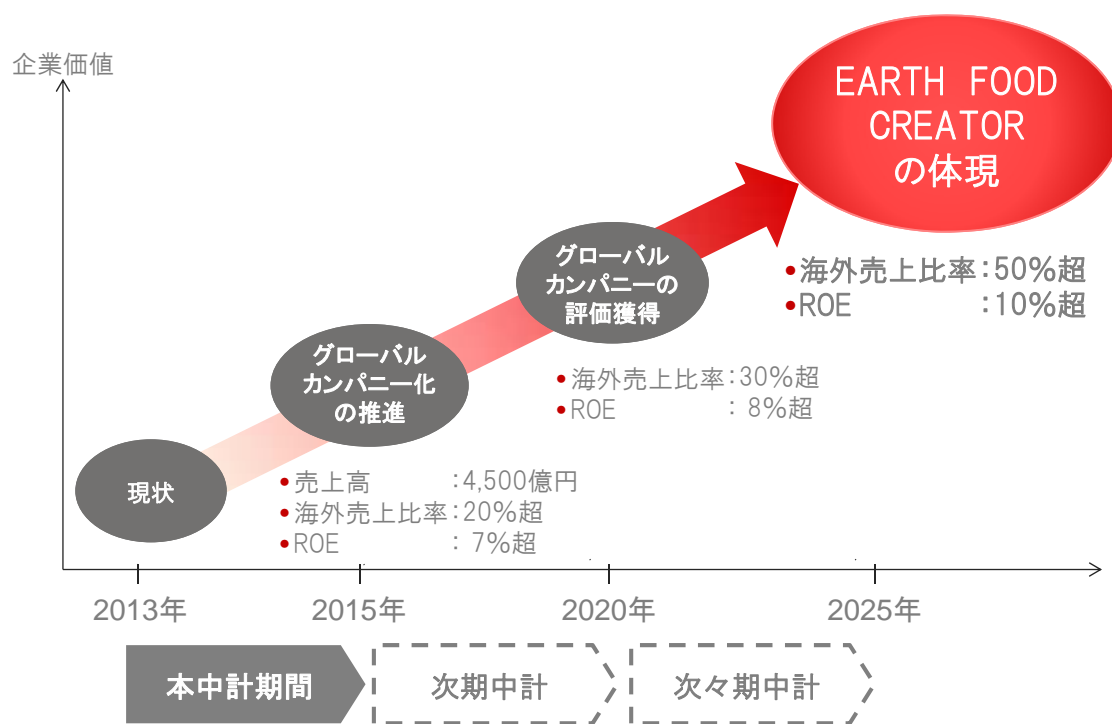 企業価値
EARTH FOOD
CREATOR
の体現
グローバル
カンパニーの
評価獲得
•海外売上比率:50%超
•ROE :10%超
グローバル
カンパニー化
の推進
•海外売上比率:30%超
•ROE : 8%超
現状
•売上高 :4,500億円
•海外売上比率:20%超
•ROE : 7%超
2013年 2015年 2020年 2025年
本中計期間 次期中計 次々期中計